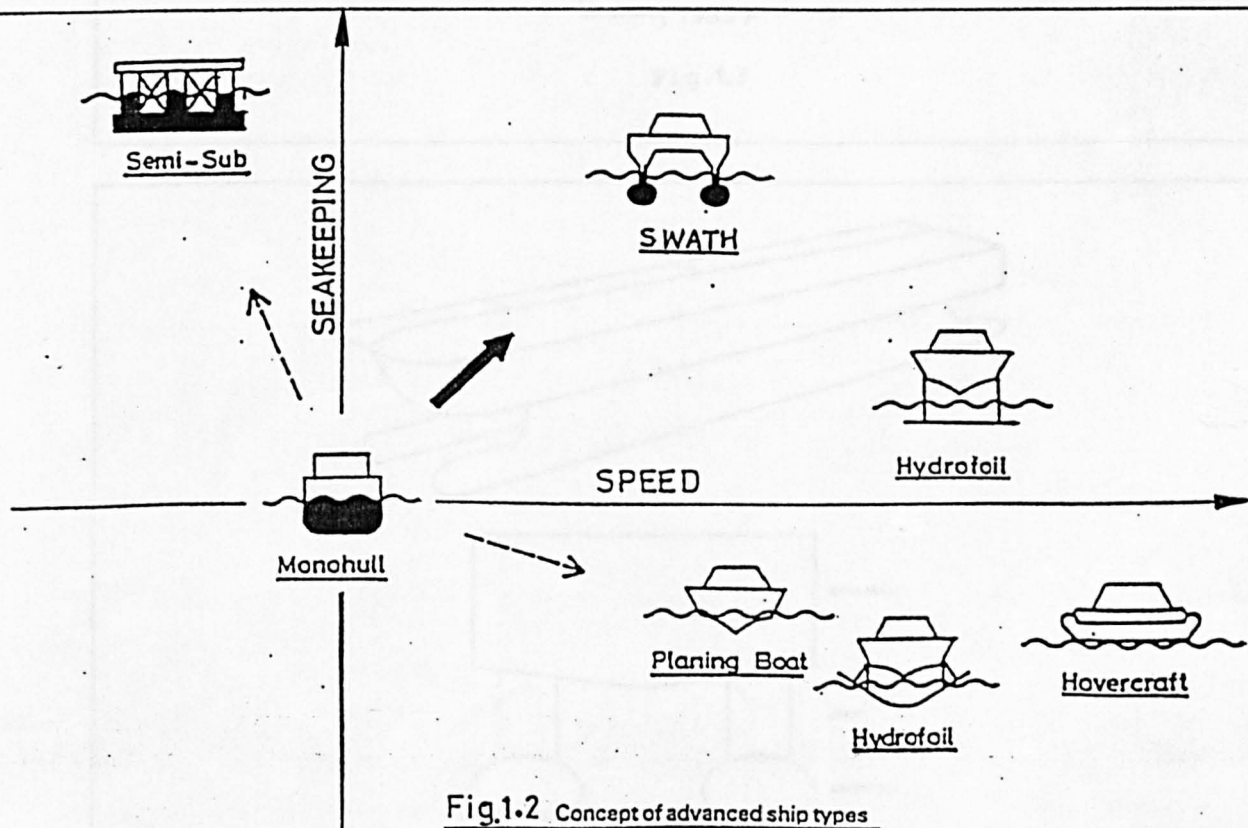 Semi-Sub
SEAKEEPING
SWATH
Hydrofoil
SPEED
Monohull
Planing Boat
Hydrofoil
Hovercraft
Fig.1.2 Concept of advanced ship types